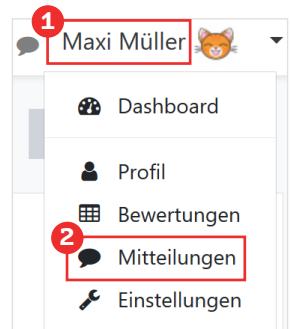 1
Maxi Müller
Dashboard
Profil
Bewertungen
2
Mitteilungen
Einstellungen